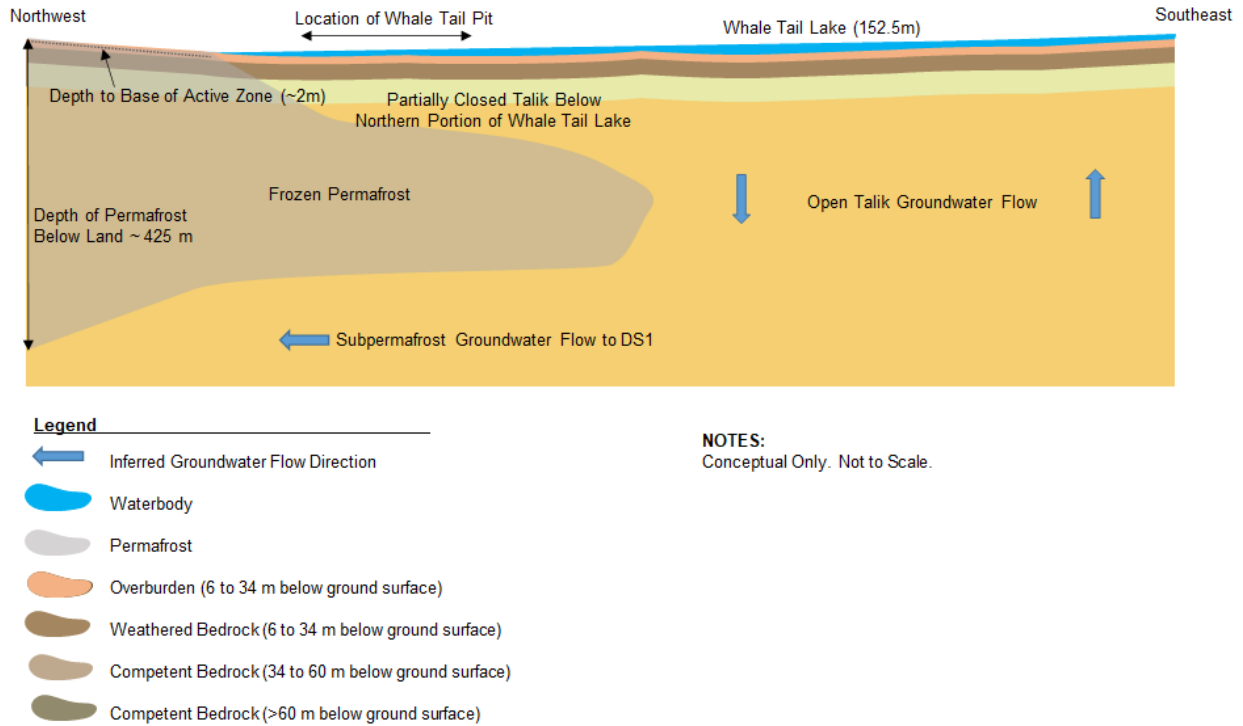 Northwest
Location of Whale Tail Pit
Whale Tail Lake (152.5m)
Southeast
Depth to Base of Active Zone (~2m)
Partially Closed Talik Below
Northern Portion of Whale Tail Lake
Frozen Permafrost
Open Talik Groundwater Flow
Depth of Permafrost
Below Land ~ 425 m
Subpermafrost Groundwater Flow to DS1
Legend
Inferred Groundwater Flow Direction
Waterbody
Permafrost
Overburden (6 to 34 m below ground surface)
Weathered Bedrock (6 to 34 m below ground surface)
Competent Bedrock (34 to 60 m below ground surface)
Competent Bedrock (>60 m below ground surface)
NOTES:
Conceptual Only. Not to Scale.